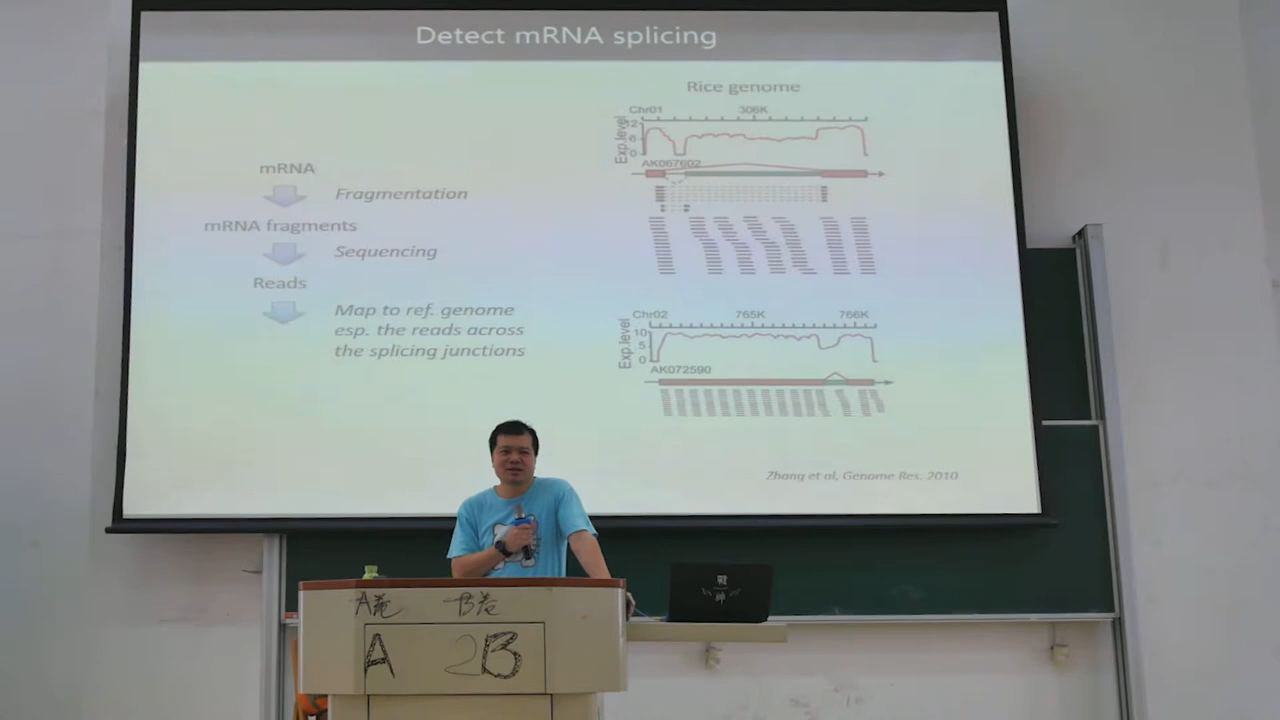 Detect mRNA splicing
mRNA
Fragmentation
mRNA fragments
Sequencing
Reads
Map to ref. genome
esp. the reads across
the splicing junctions
Rice genome
Chr01
306K
Exp.level
12
6
0
AK067602
Chr02
765K
766K
Exp.level
10
5
0
AK072590
Zhang et al, Genome Res. 2010
A卷 B卷
A 2B